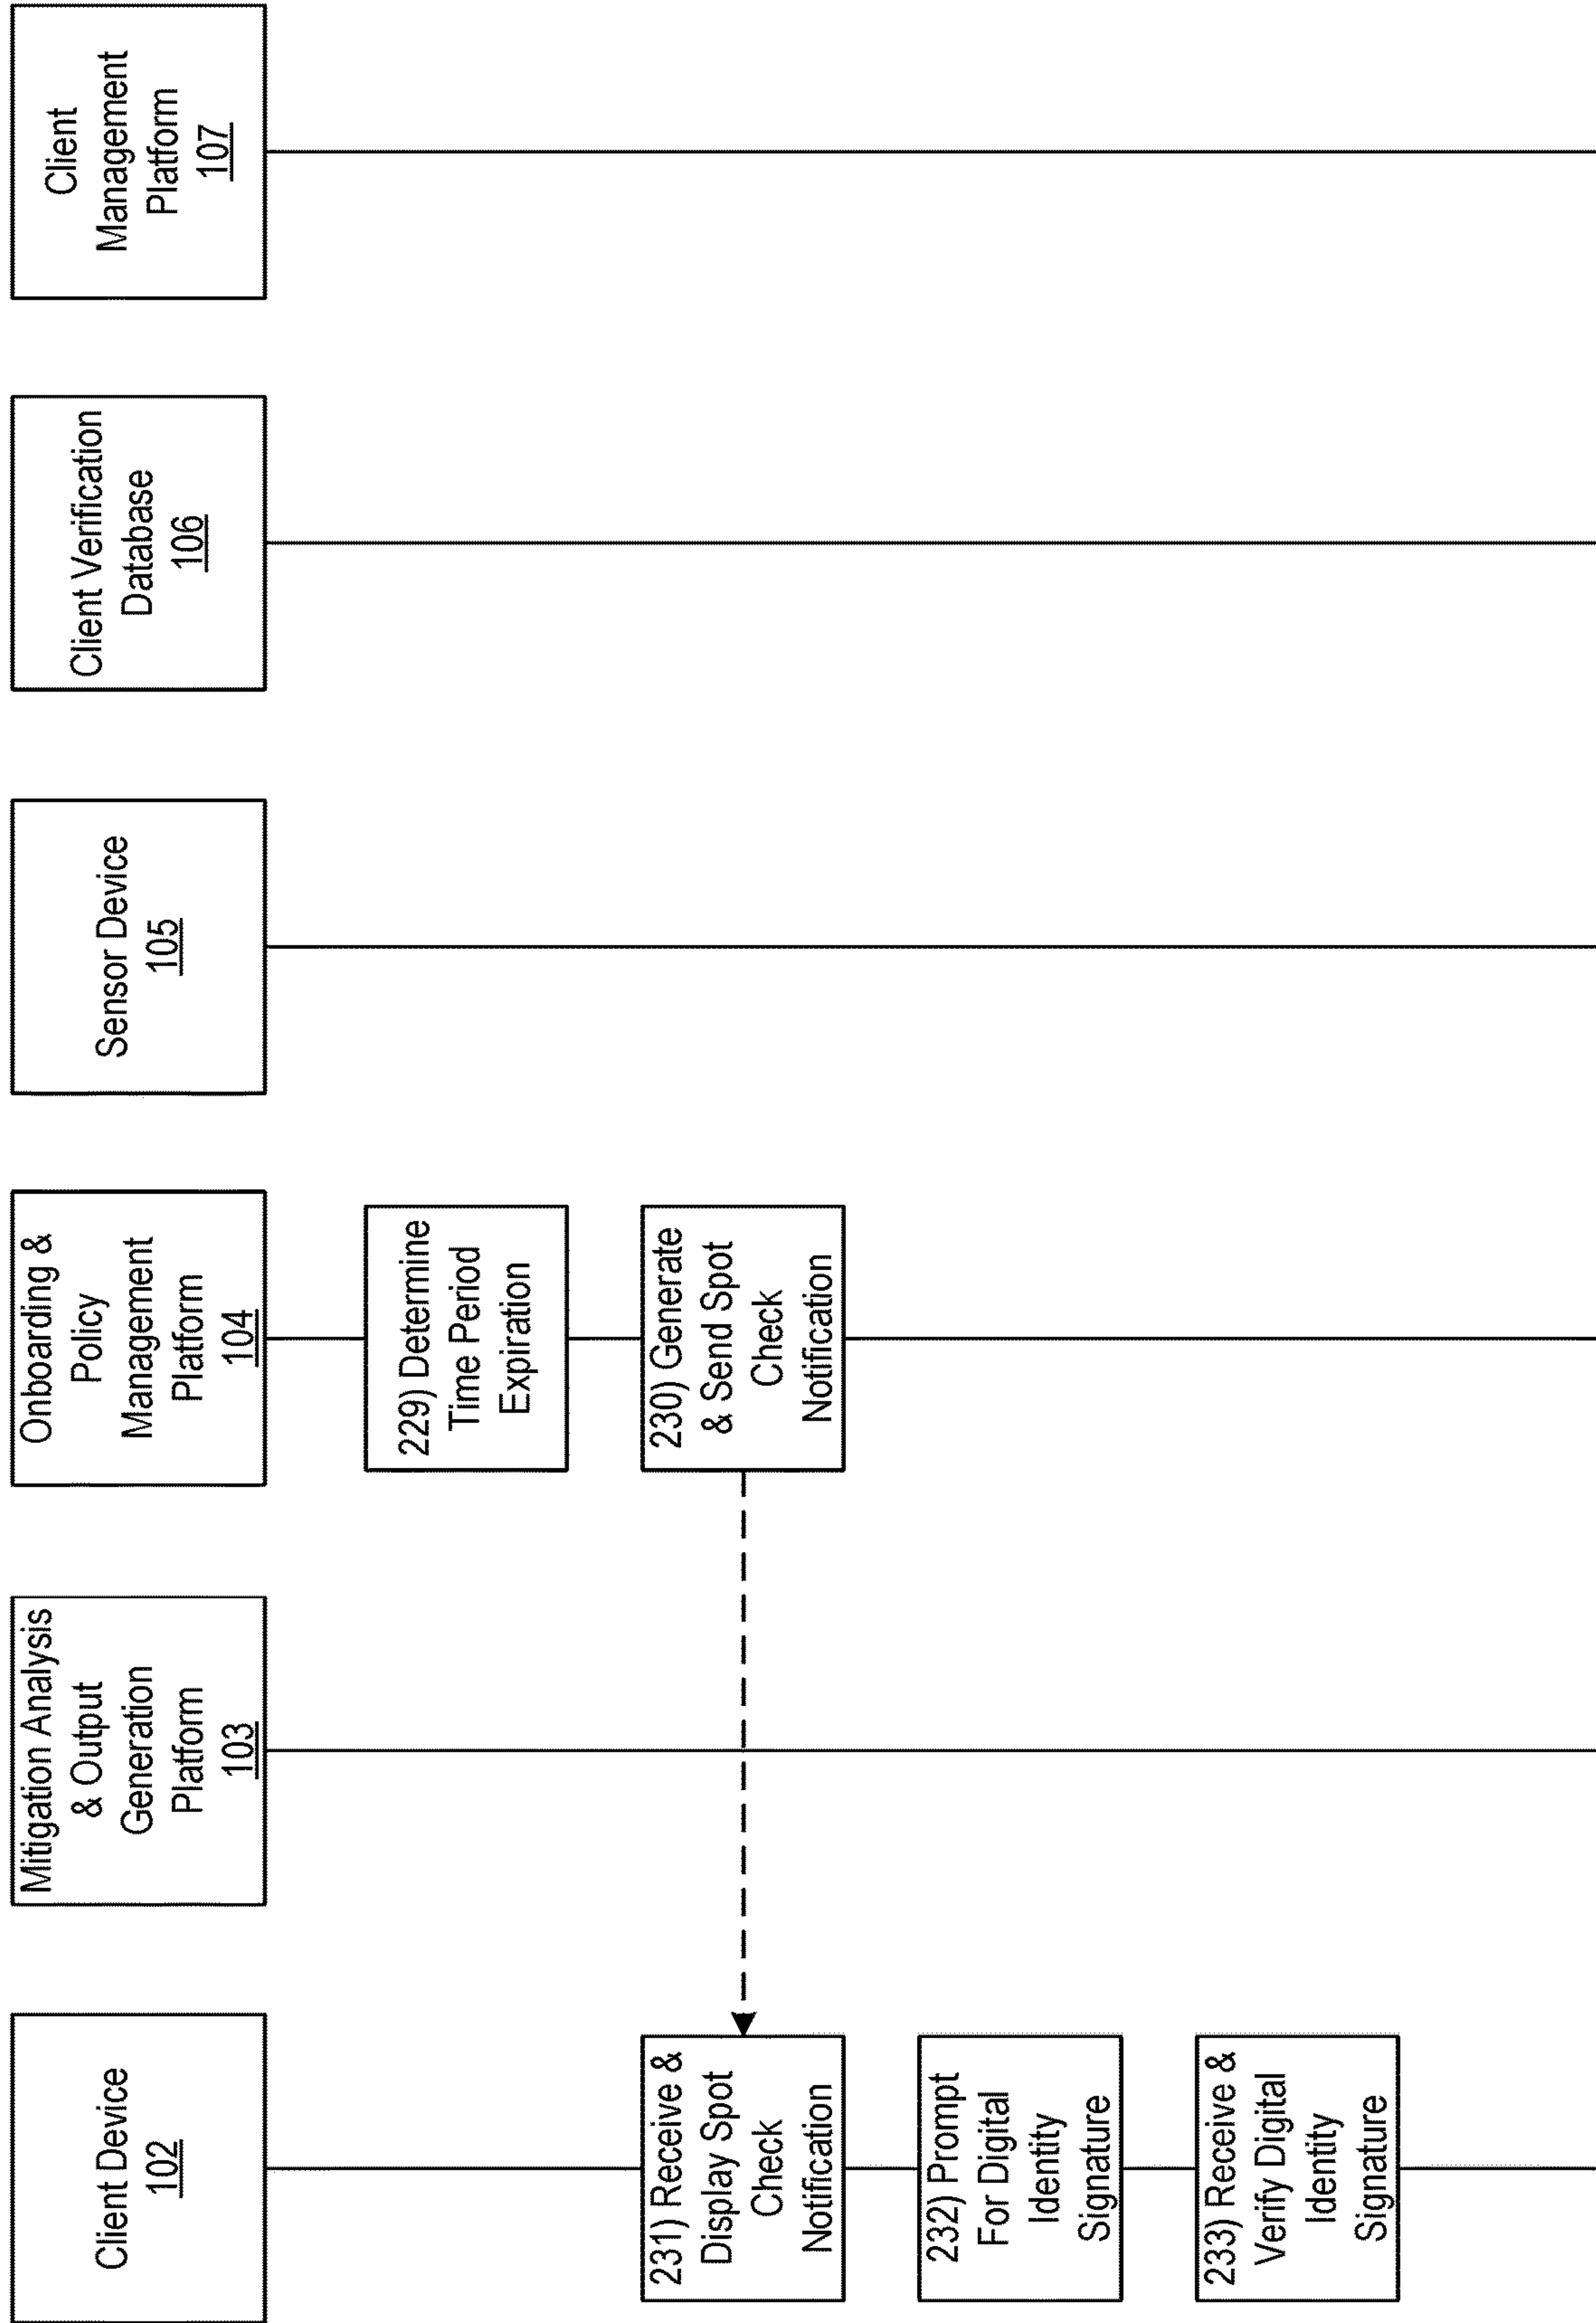 Client Device
102
Mitigation Analysis
& Output
Generation
Platform
103
Onboarding &
Policy
Management
Platform
104
Sensor Device
105
Client Verification
Database
106
Client
Management
Platform
107
229) Determine
Time Period
Expiration
230) Generate
& Send Spot
Check
Notification
231) Receive &
Display Spot
Check
Notification
232) Prompt
For Digital
Identity
Signature
233) Receive &
Verify Digital
Identity
Signature